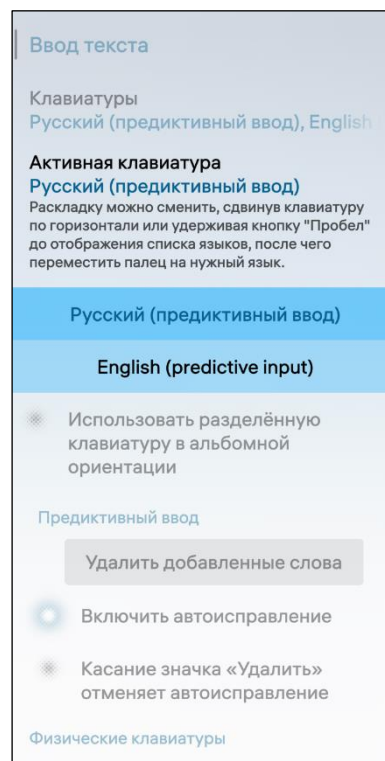 Ввод текста
Клавиатуры
Русский (предиктивный ввод), English
Активная клавиатура
Русский (предиктивный ввод)
Раскладку можно сменить, сдвинув клавиатуру
по горизонтали или удерживая кнопку "Пробел"
до отображения списка языков, после чего
переместить палец на нужный язык.
Русский (предиктивный ввод)
English (predictive input)
Использовать разделённую
клавиатуру в альбомной
ориентации
Предиктивный ввод
Удалить добавленные слова
Включить автоисправление
Касание значка «Удалить»
отменяет автоисправление
Физические клавиатуры